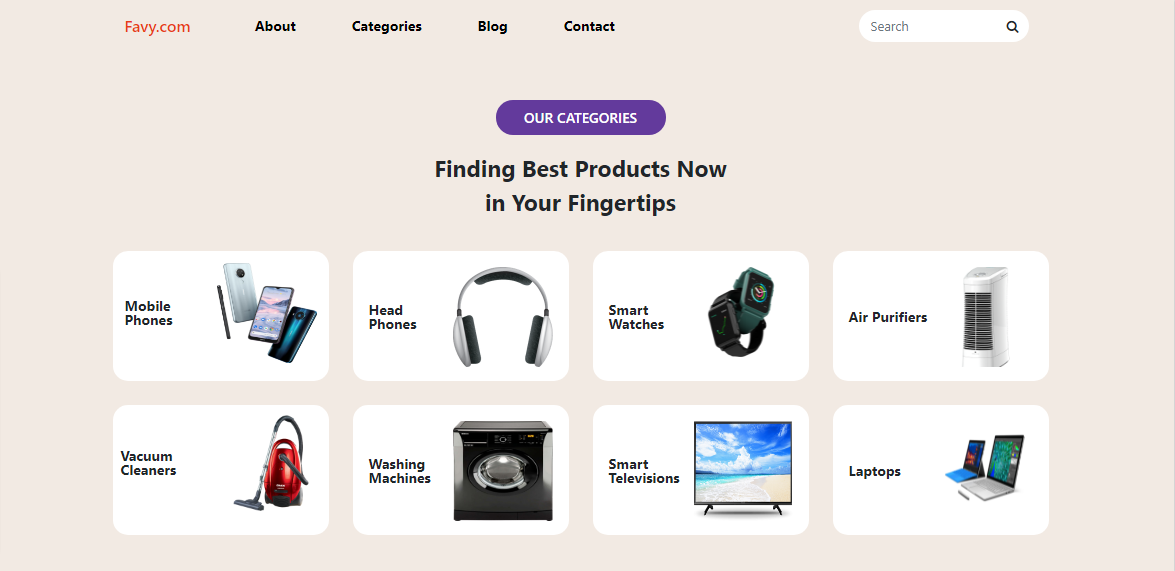 Favy.com
About
Categories
Blog
Contact
Search
OUR CATEGORIES
Finding Best Products Now
in Your Fingertips
Mobile
Phones
Head
Phones
Smart
Watches
Air Purifiers
Vacuum
Cleaners
Washing
Machines
Smart
Televisions
Laptops